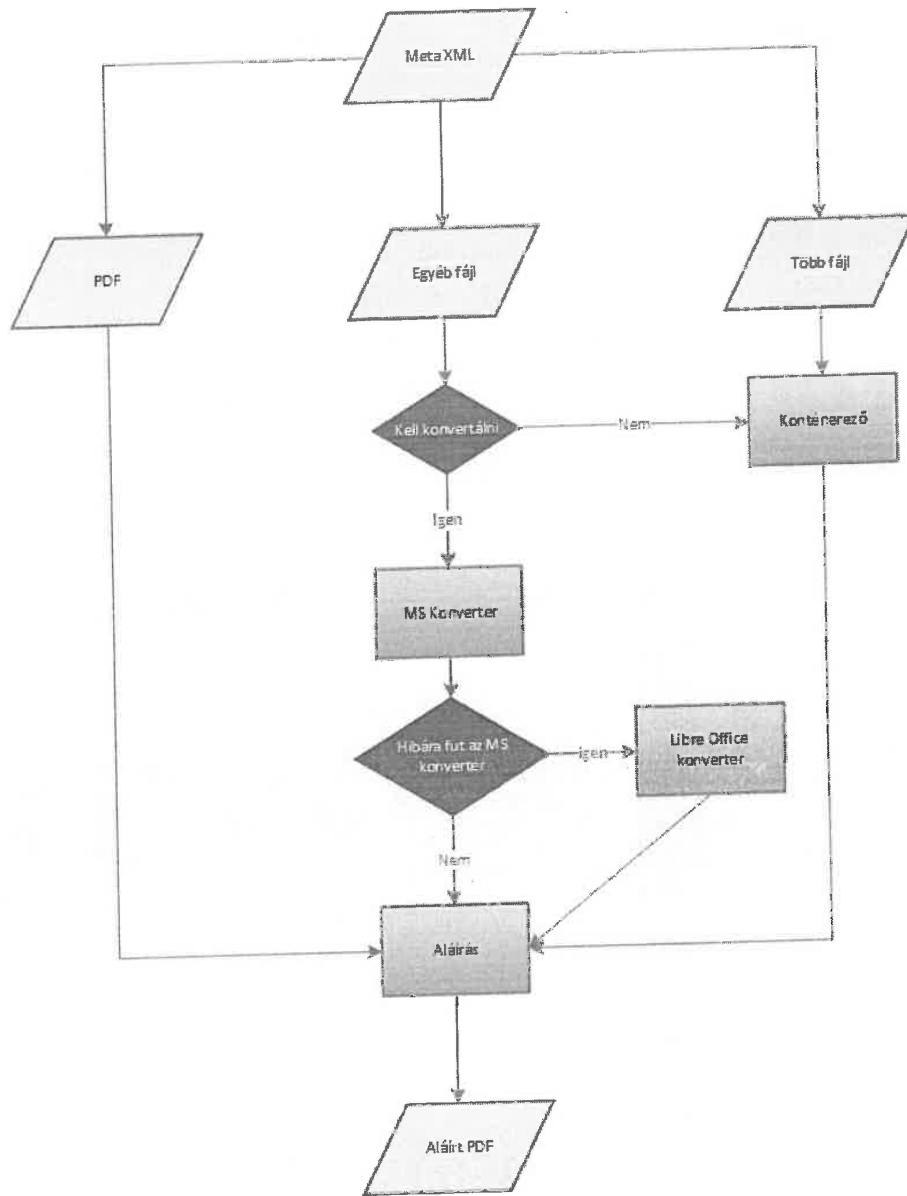 Meta XML
PDF
Egyéb fájl
Több fájl
Kell konvertálni
Nem
Konténerező
Igen
MS Konverter
Hibára fut az MS
konverter
Igen
Libre Office
konverter
Nem
Aláírás
Aláírt PDF